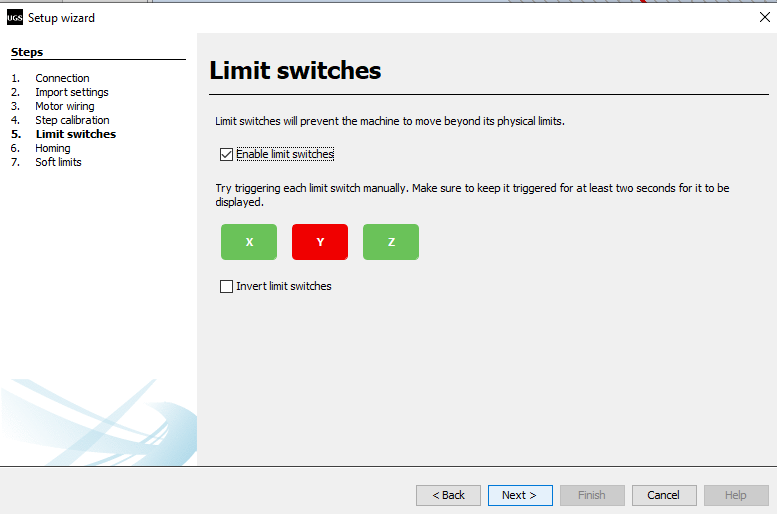 UGS Setup wizard
Steps
1. Connection
2. Import settings
3. Motor wiring
4. Step calibration
5. Limit switches
6. Homing
7. Soft limits
Limit switches
Limit switches will prevent the machine to move beyond its physical limits.
Enable limit switches
Try triggering each limit switch manually. Make sure to keep it triggered for at least two seconds for it to be
displayed.
X Y Z
Invert limit switches
< Back Next > Finish Cancel Help